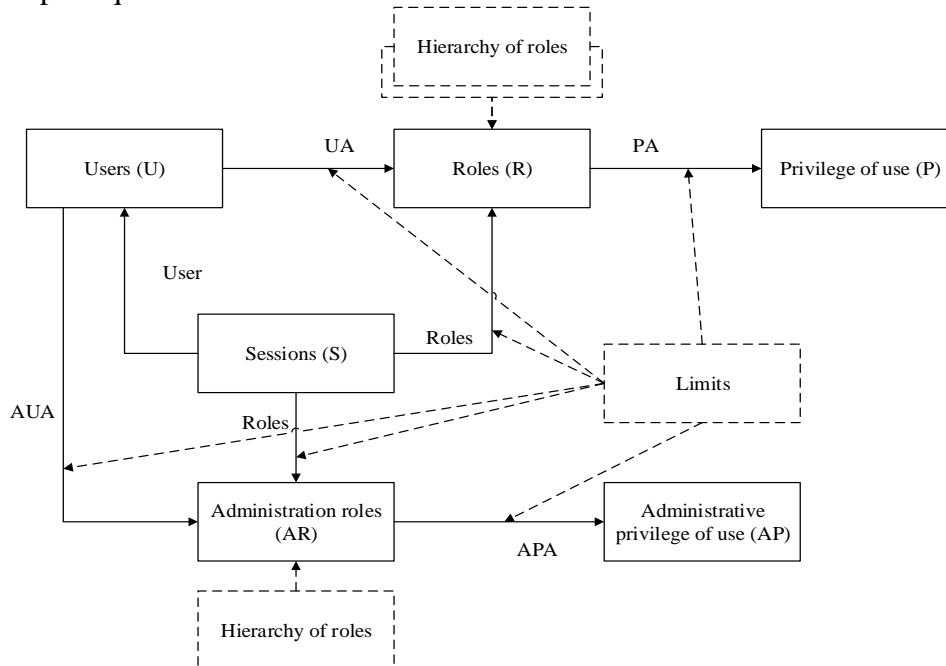 Hierarchy of roles
UA
PA
Users (U)
Roles (R)
Privilege of use (P)
User
Sessions (S)
Roles
Limits
AUA
Roles
Administration roles
(AR)
Administrative
privilege of use (AP)
APA
Hierarchy of roles